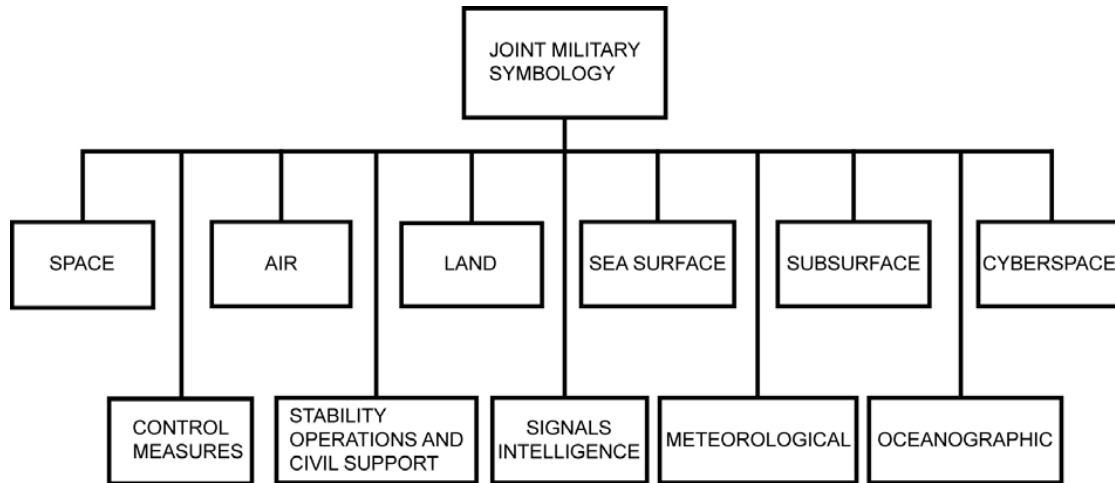 JOINT MILITARY
SYMBOLOGY
SPACE
AIR
LAND
SEA SURFACE
SUBSURFACE
CYBERSPACE
CONTROL
MEASURES
STABILITY
OPERATIONS AND
CIVIL SUPPORT
SIGNALS
INTELLIGENCE
METEOROLOGICAL
OCEANOGRAPHIC